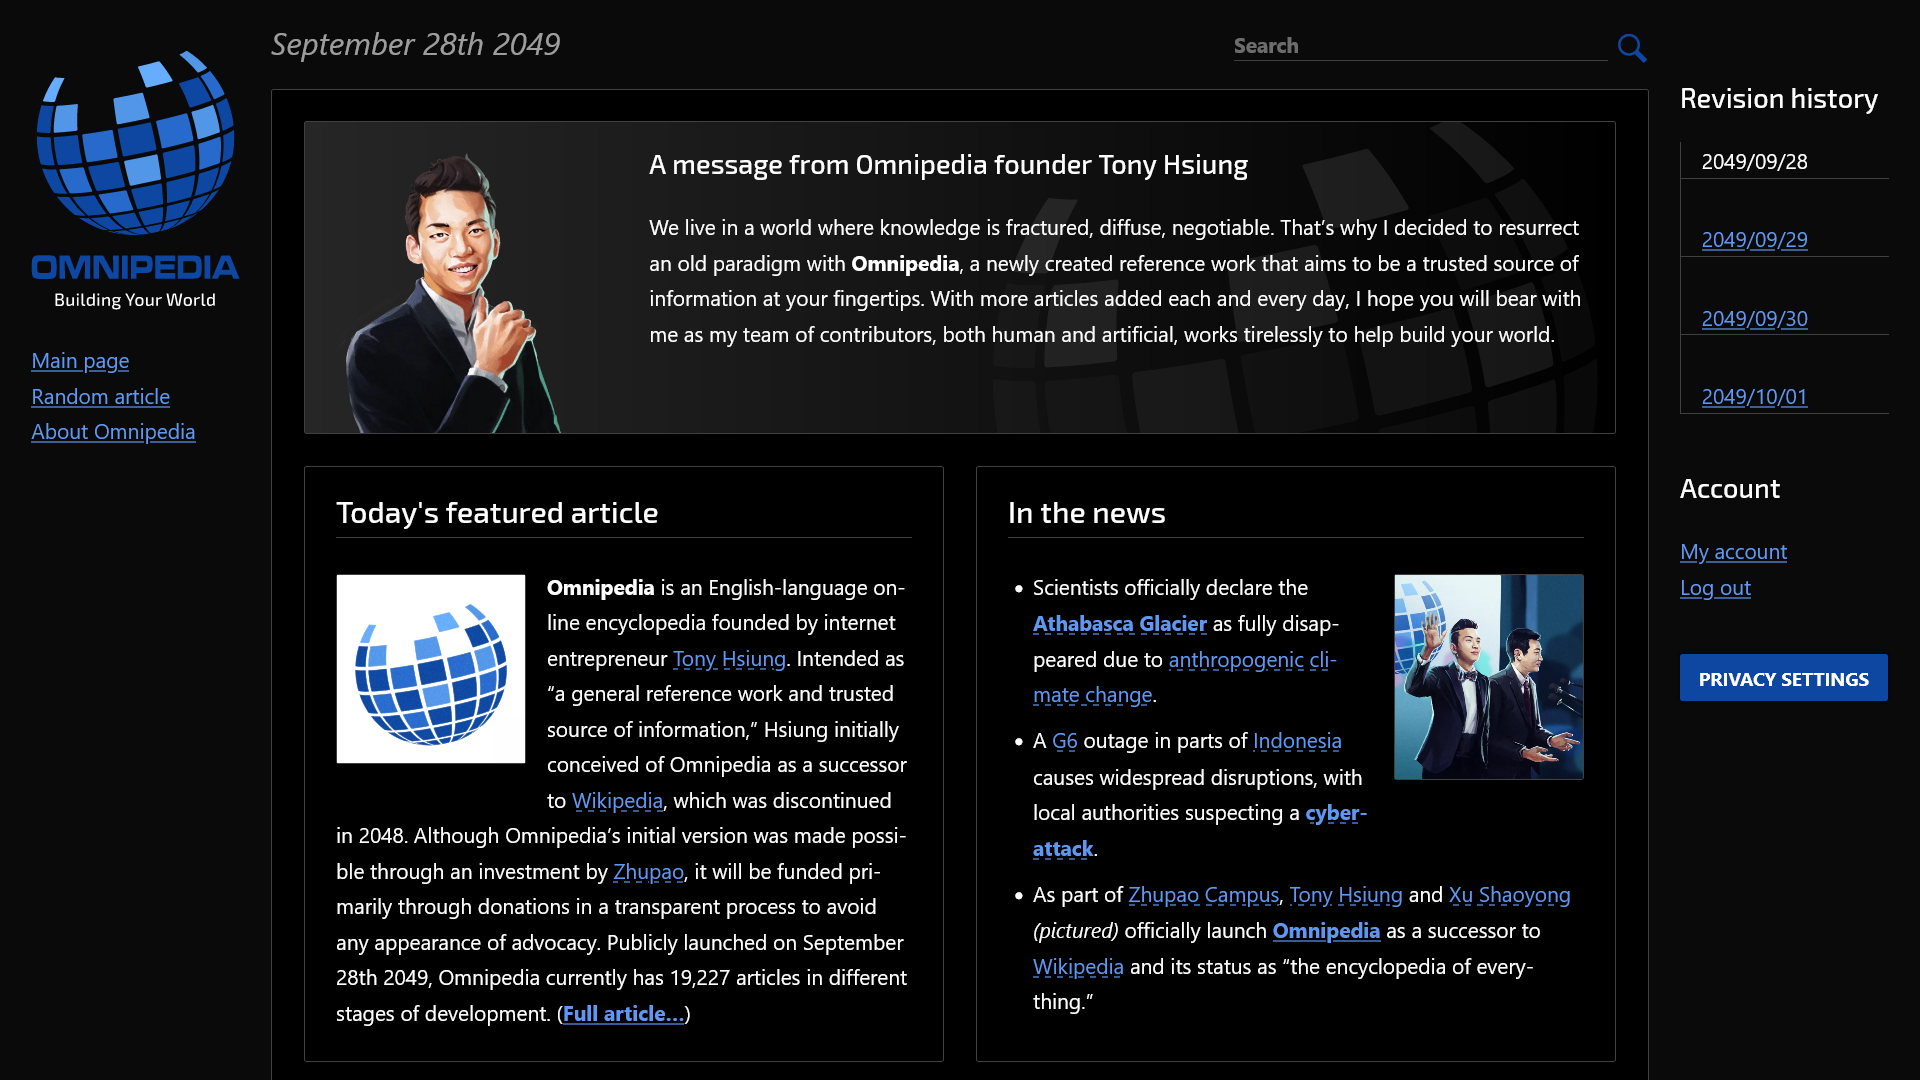 September 28th 2049
Search
OMNIPEDIA
Building Your World
Main page
Random article
About Omnipedia
A message from Omnipedia founder Tony Hsiung
We live in a world where knowledge is fractured, diffuse, negotiable. That’s why I decided to resurrect
an old paradigm with Omnipedia, a newly created reference work that aims to be a trusted source of
information at your fingertips. With more articles added each and every day, I hope you will bear with
me as my team of contributors, both human and artificial, works tirelessly to help build your world.
Today's featured article
Omnipedia is an English-language on-
line encyclopedia founded by internet
entrepreneur Tony Hsiung. Intended as
“a general reference work and trusted
source of information,” Hsiung initially
conceived of Omnipedia as a successor
to Wikipedia, which was discontinued
in 2048. Although Omnipedia’s initial version was made possi-
ble through an investment by Zhupao, it will be funded pri-
marily through donations in a transparent process to avoid
any appearance of advocacy. Publicly launched on September
28th 2049, Omnipedia currently has 19,227 articles in different
stages of development. (Full article…)
In the news
• Scientists officially declare the
Athabasca Glacier as fully disap-
peared due to anthropogenic cli-
mate change.
• A G6 outage in parts of Indonesia
causes widespread disruptions, with
local authorities suspecting a cyber-
attack.
• As part of Zhupao Campus, Tony Hsiung and Xu Shaoyong
(pictured) officially launch Omnipedia as a successor to
Wikipedia and its status as “the encyclopedia of every-
thing.”
Revision history
2049/09/28
2049/09/29
2049/09/30
2049/10/01
Account
My account
Log out
PRIVACY SETTINGS